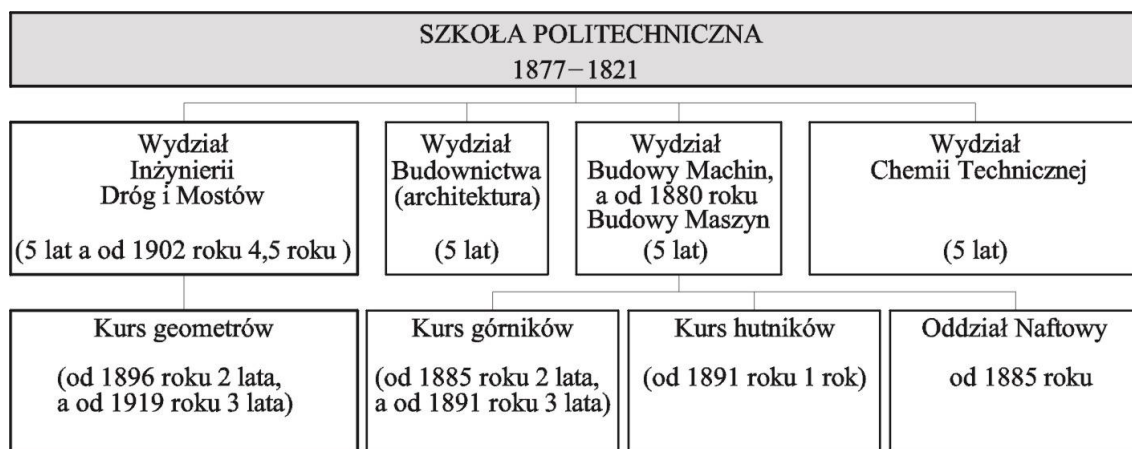 SZKOŁA POLITECHNICZNA
1877–1821
Wydział
Inżynierii
Dróg i Mostów
(5 lat a od 1902 roku 4,5 roku )
Wydział
Budownictwa
(architektura)
(5 lat)
Wydział
Budowy Machin,
a od 1880 roku
Budowy Maszyn
(5 lat)
Wydział
Chemii Technicznej
(5 lat)
Kurs geometrów
(od 1896 roku 2 lata,
a od 1919 roku 3 lata)
Kurs górników
(od 1885 roku 2 lata,
a od 1891 roku 3 lata)
Kurs hutników
(od 1891 roku 1 rok)
Oddział Naftowy
od 1885 roku